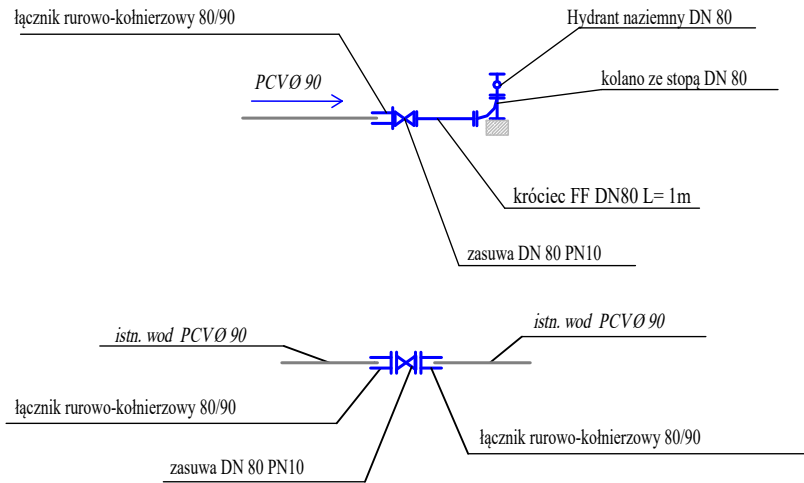 łącznik rurowo-kołnierzowy 80/90
Hydrant naziemny DN 80
kolano ze stopą DN 80
PCV Ø 90
króciec FF DN80 L= 1m
zasuwa DN 80 PN10
istn. wod PCV Ø 90
istn. wod PCV Ø 90
łącznik rurowo-kołnierzowy 80/90
łącznik rurowo-kołnierzowy 80/90
zasuwa DN 80 PN10